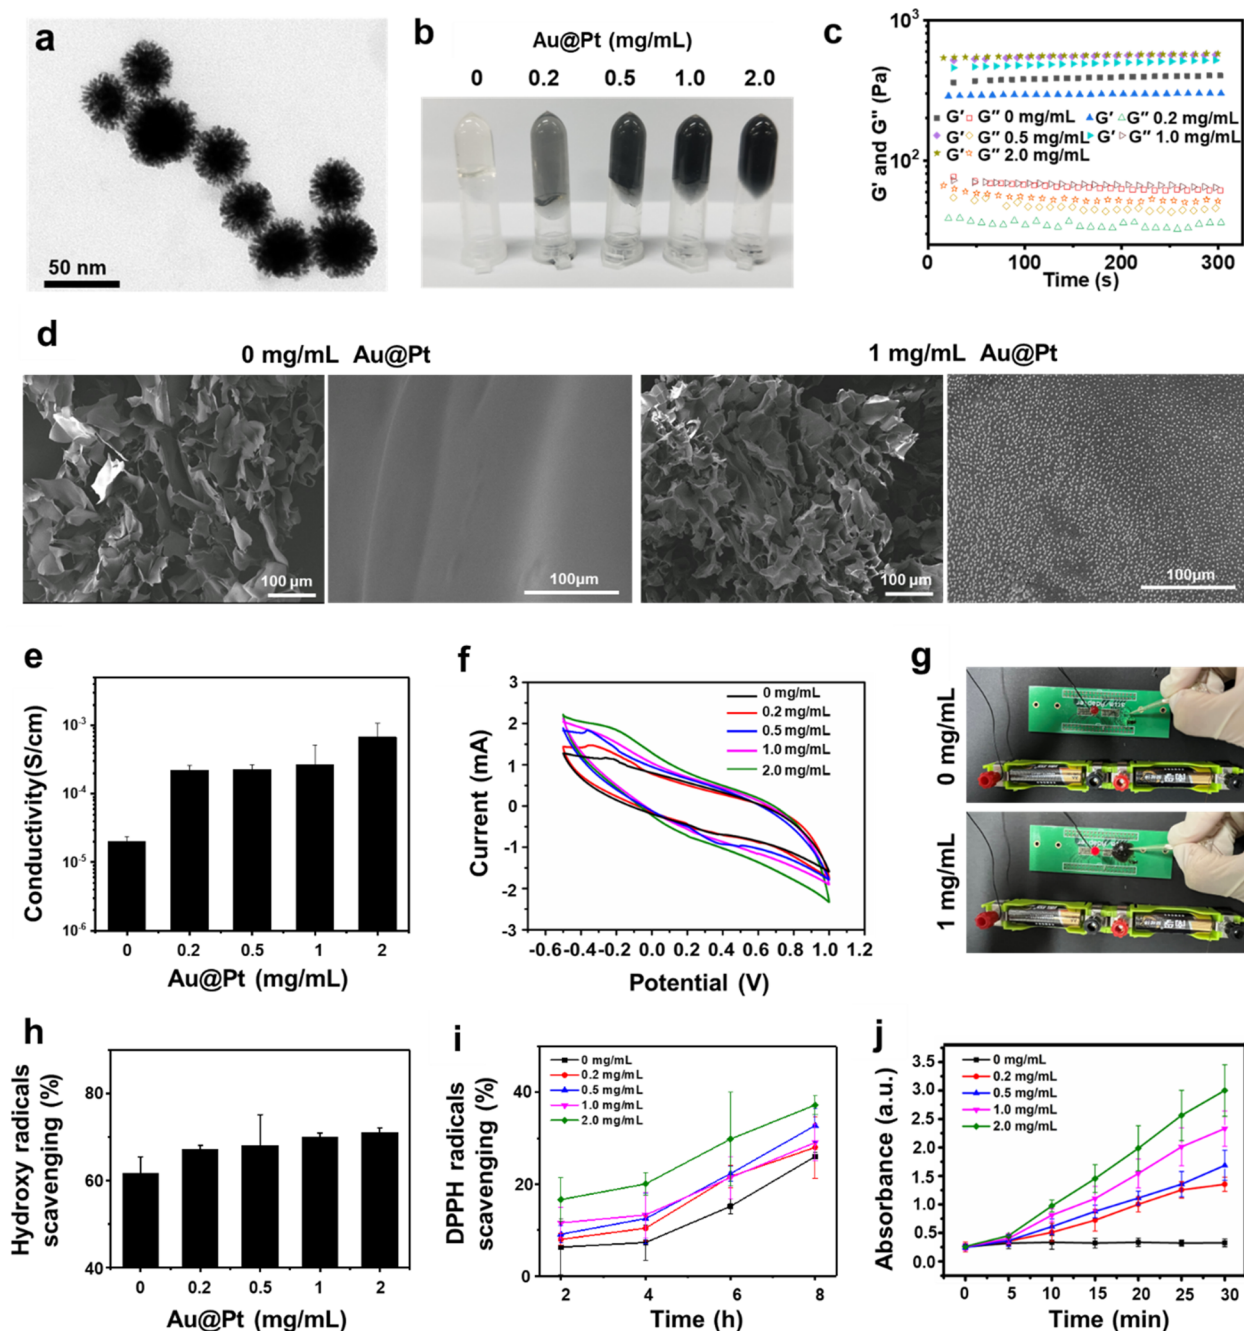 a
50 nm
b
Au@Pt (mg/mL)
0 0.2 0.5 1.0 2.0
c
G' and G" (Pa)
10³
10²
G' G" 0 mg/mL G' G" 0.2 mg/mL
G' G" 0.5 mg/mL G' G" 1.0 mg/mL
G' G" 2.0 mg/mL
0 100 200 300
Time (s)
d
0 mg/mL Au@Pt
1 mg/mL Au@Pt
100 µm
100µm
100 µm
100µm
e
Conductivity(S/cm)
10⁻³
10⁻⁴
10⁻⁵
10⁻⁶
0 0.2 0.5 1 2
Au@Pt (mg/mL)
f
Current (mA)
3
2
1
0
-1
-2
-3
0 mg/mL
0.2 mg/mL
0.5 mg/mL
1.0 mg/mL
2.0 mg/mL
-0.6-0.4-0.2 0.0 0.2 0.4 0.6 0.8 1.0 1.2
Potential (V)
g
0 mg/mL
1 mg/mL
h
Hydroxy radicals
scavenging (%)
80
60
40
0 0.2 0.5 1 2
Au@Pt (mg/mL)
i
DPPH radicals
scavenging (%)
40
20
0
0 mg/mL
0.2 mg/mL
0.5 mg/mL
1.0 mg/mL
2.0 mg/mL
2 4 6 8
Time (h)
j
Absorbance (a.u.)
3.5
3.0
2.5
2.0
1.5
1.0
0.5
0.0
0 mg/mL
0.2 mg/mL
0.5 mg/mL
1.0 mg/mL
2.0 mg/mL
0 5 10 15 20 25 30
Time (min)